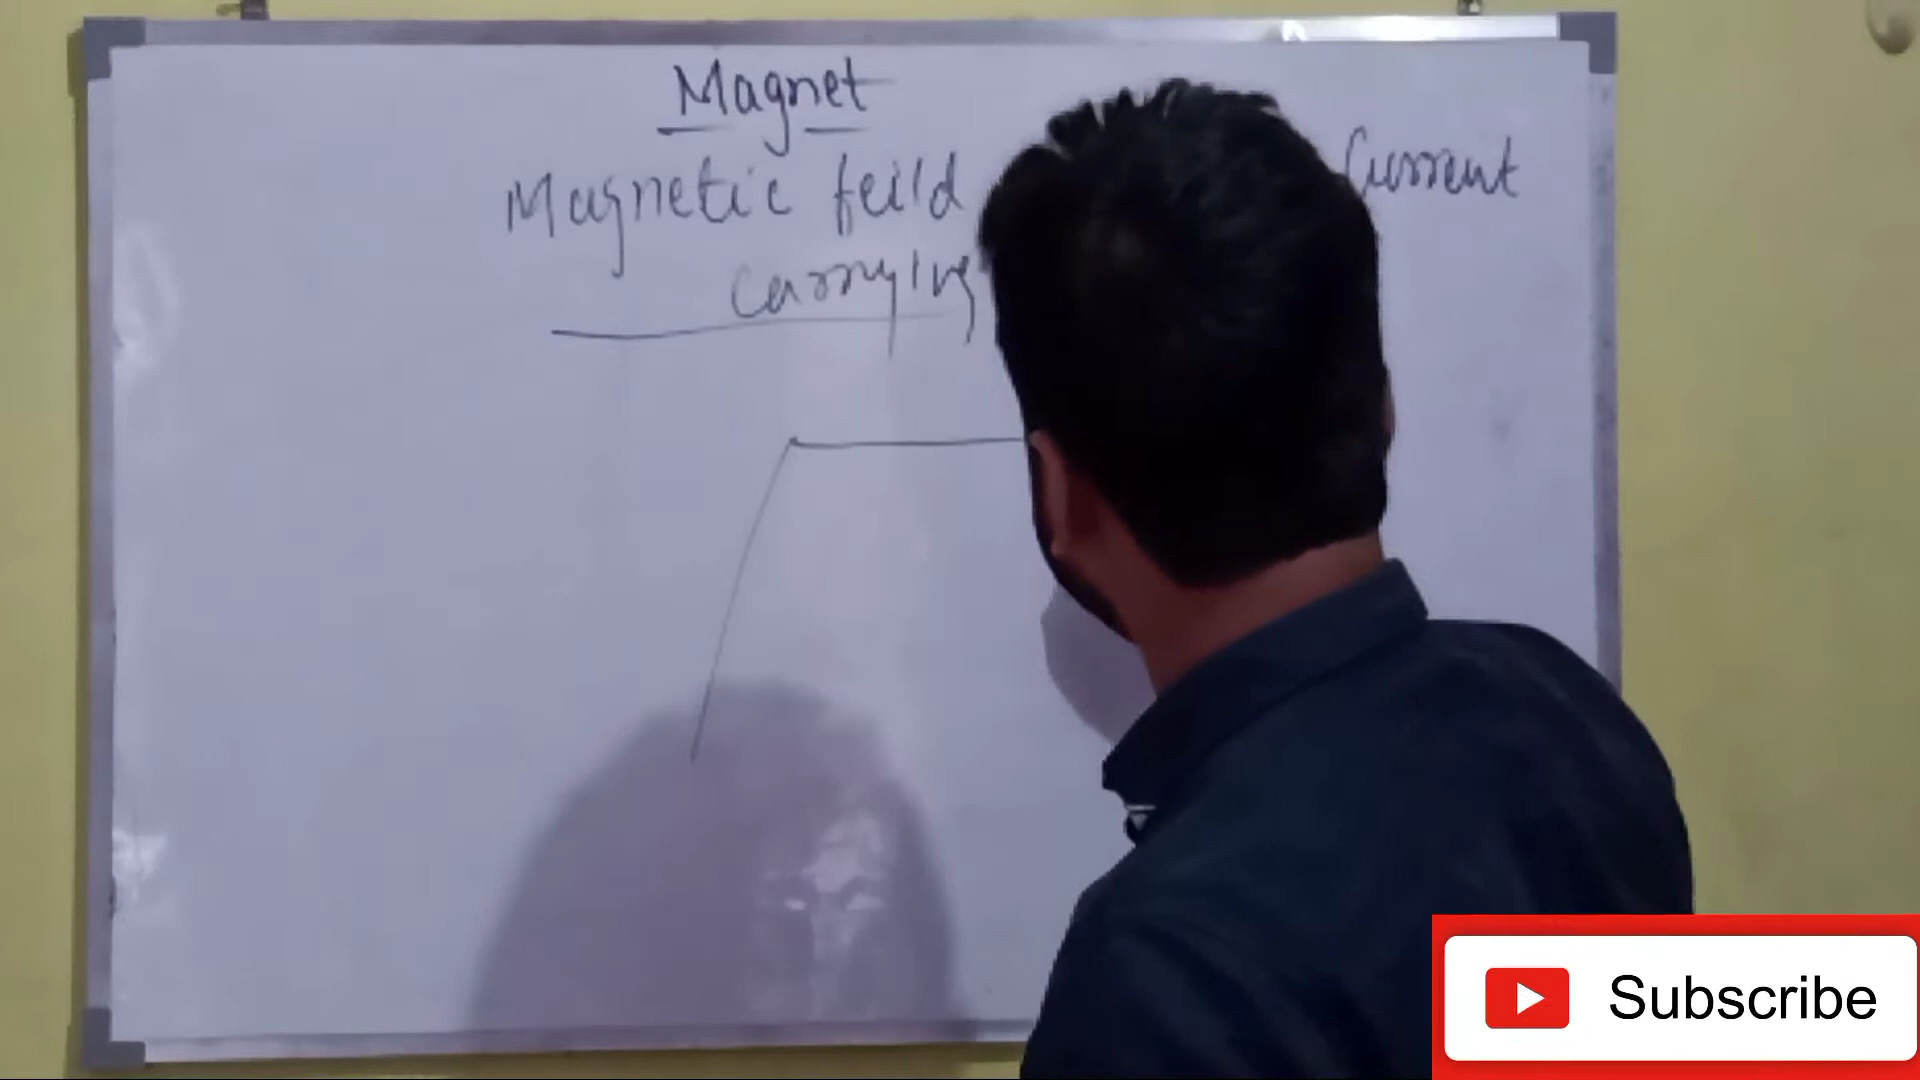 Magnet
Magnetic feild Current
carrying
Subscribe